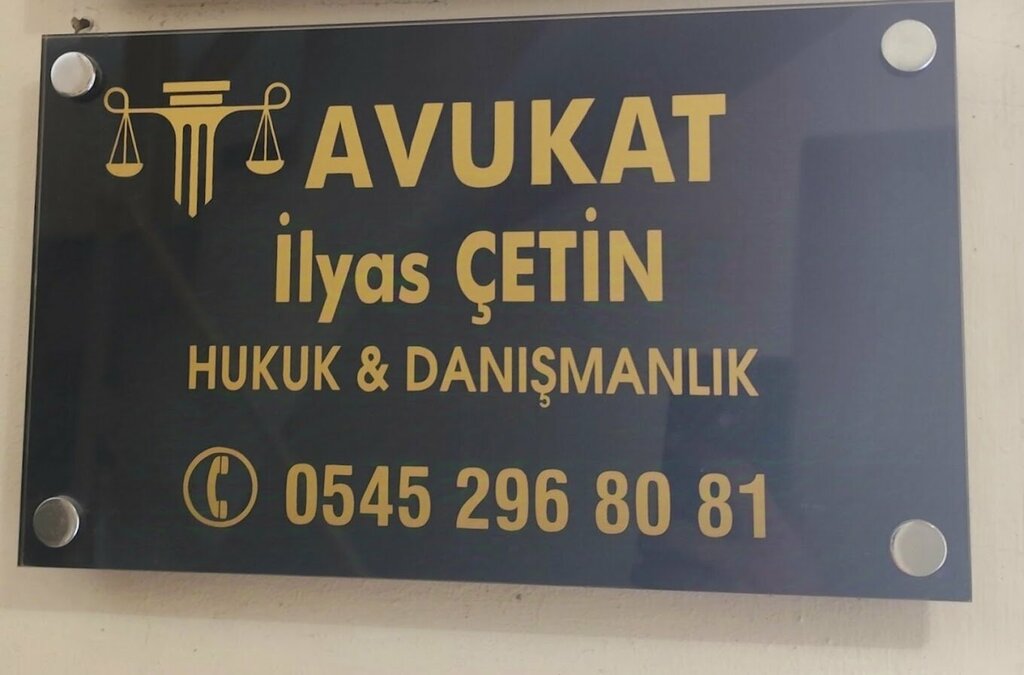 AVUKAT
İlyas ÇETİN
HUKUK & DANIŞMANLIK
0545 296 80 81